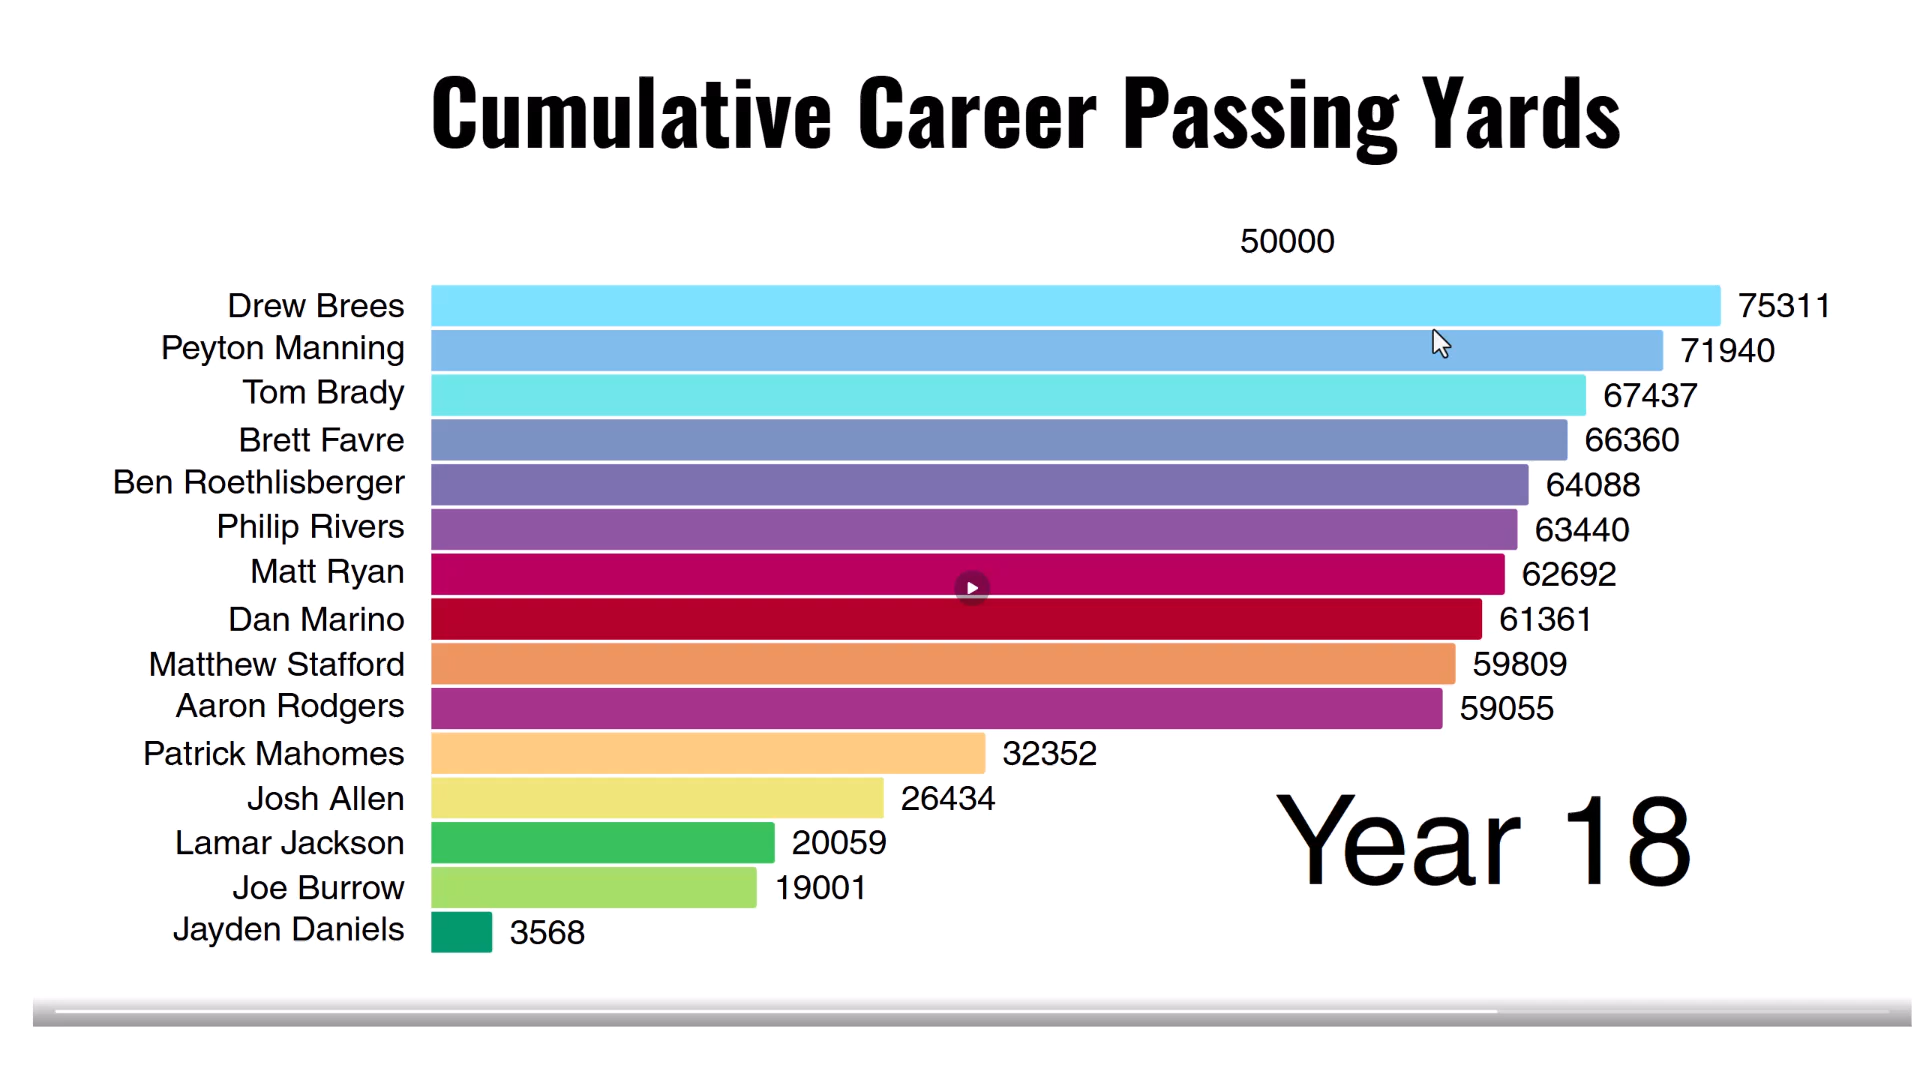 Cumulative Career Passing Yards
50000
Drew Brees 75311
Peyton Manning 71940
Tom Brady 67437
Brett Favre 66360
Ben Roethlisberger 64088
Philip Rivers 63440
Matt Ryan 62692
Dan Marino 61361
Matthew Stafford 59809
Aaron Rodgers 59055
Patrick Mahomes 32352
Josh Allen 26434
Lamar Jackson 20059
Joe Burrow 19001
Jayden Daniels 3568
Year 18